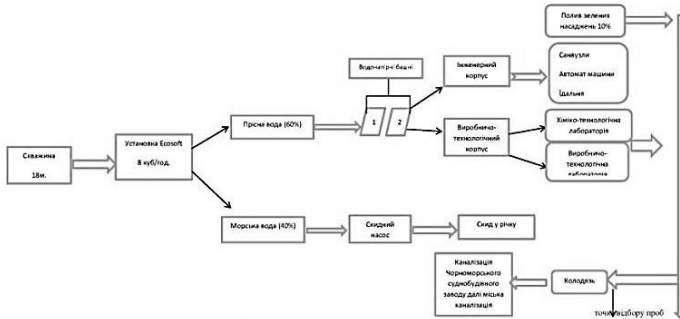 Полив зелених
насаджень 10%
Водонапірні башні
Інженерний
корпус
Санвузли
Автомат машини
Їдальня
Прісна вода (60%)
1
2
Хіміко-технологічна
лабораторія
Виробничо-
технологічний
корпус
Виробничо-
технологічна
лабораторія
Установка Ecosoft
8 куб/год.
Скважина
18м.
Морська вода (40%)
Скидний
насос
Скид у річку
Каналізація
Чорноморського
суднобудівного
заводу далі міська
каналізація
Колодязь
точка відбору проб